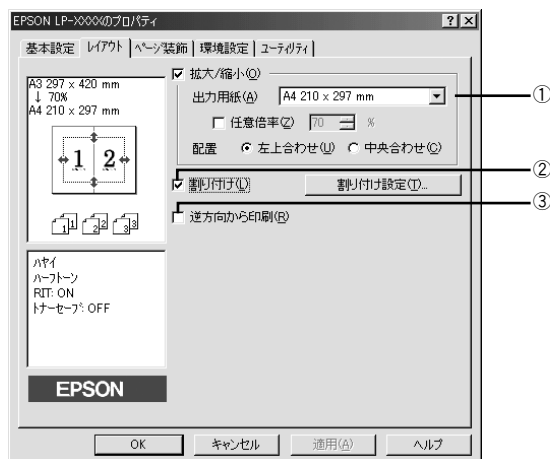 EPSON LP-XXXXのプロパティ
基本設定 レイアウト ページ装飾 環境設定 ユーティリティ
A3 297 x 420 mm
↓ 70%
A4 210 x 297 mm
1 2
1 1 2 2 3 3
ハヤイ
ハーフトーン
RIT: ON
トナーセーブ: OFF
EPSON
拡大/縮小(O)
出力用紙(A) A4 210 x 297 mm
任意倍率(Z) 70 %
配置 左上合わせ(U) 中央合わせ(C)
割り付け(L) 割り付け設定(T)...
逆方向から印刷(R)
①
②
③
OK キャンセル 適用(A) ヘルプ